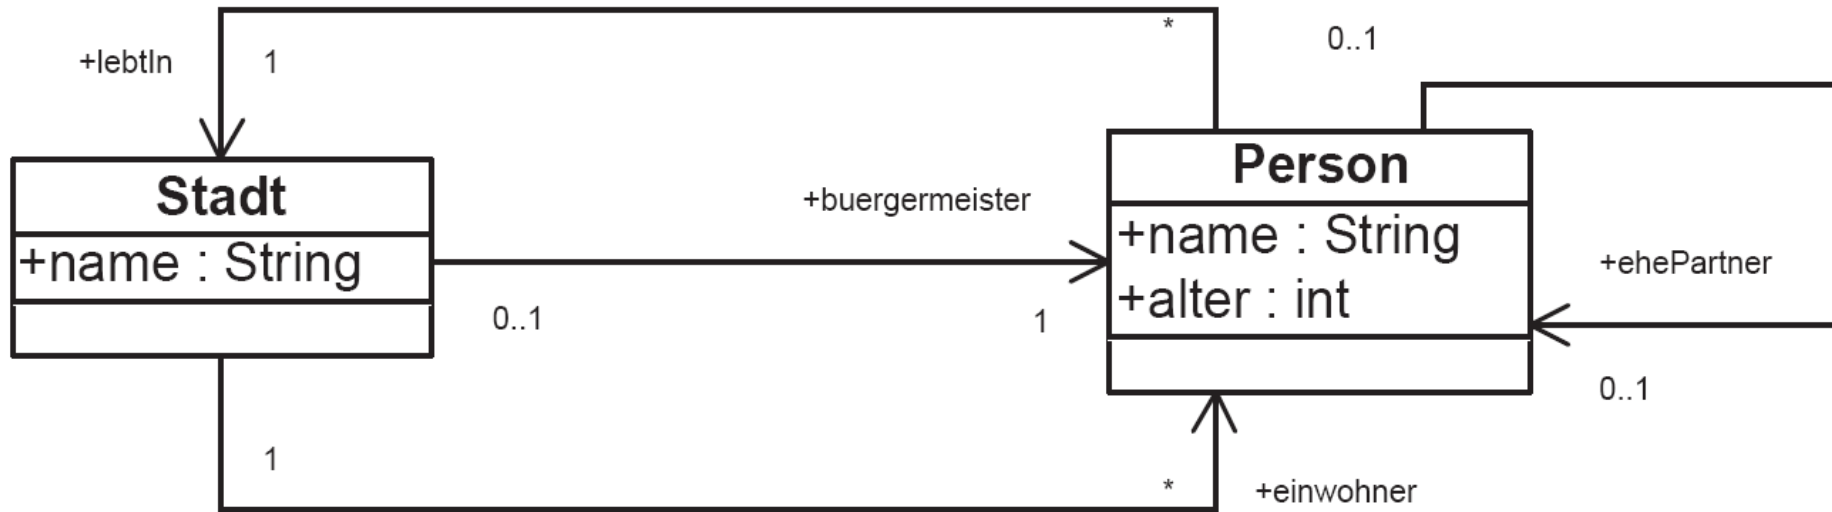 *
0..1
+lebtIn
1
Person
Stadt
+buergermeister
+name : String
+name : String
+ehePartner
+alter : int
0..1
1
0..1
1
*
+einwohner